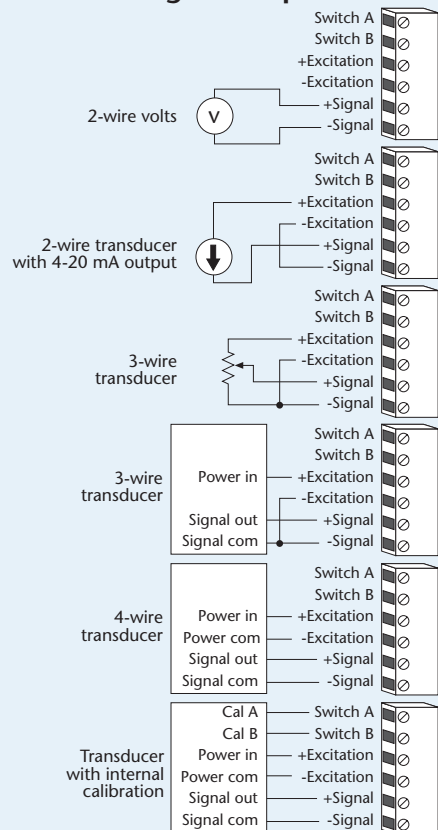 Switch A
Switch B
+Excitation
-Excitation
2-wire volts
V
+Signal
-Signal
Switch A
Switch B
+Excitation
-Excitation
2-wire transducer
with 4-20 mA output
+Signal
-Signal
Switch A
Switch B
+Excitation
3-wire
transducer
-Excitation
+Signal
-Signal
Switch A
Switch B
3-wire
transducer
Power in
+Excitation
-Excitation
Signal out
+Signal
Signal com
-Signal
Switch A
Switch B
4-wire
transducer
Power in
+Excitation
Power com
-Excitation
Signal out
+Signal
Signal com
-Signal
Cal A
Switch A
Cal B
Switch B
Transducer
with internal
calibration
Power in
+Excitation
Power com
-Excitation
Signal out
+Signal
Signal com
-Signal